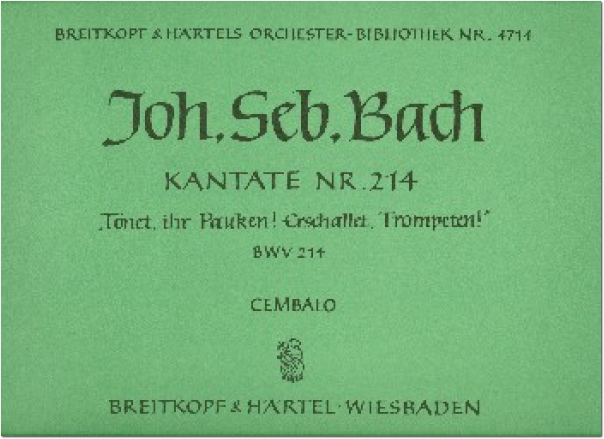 BREITKOPF & HÄRTELS ORCHESTER-BIBLIOTHEK NR. 4714
Joh. Seb. Bach
KANTATE NR. 214
„Tönet, ihr Pauken! Erschallet, Trompeten!“
BWV 214
CEMBALO
BREITKOPF & HÄRTEL · WIESBADEN